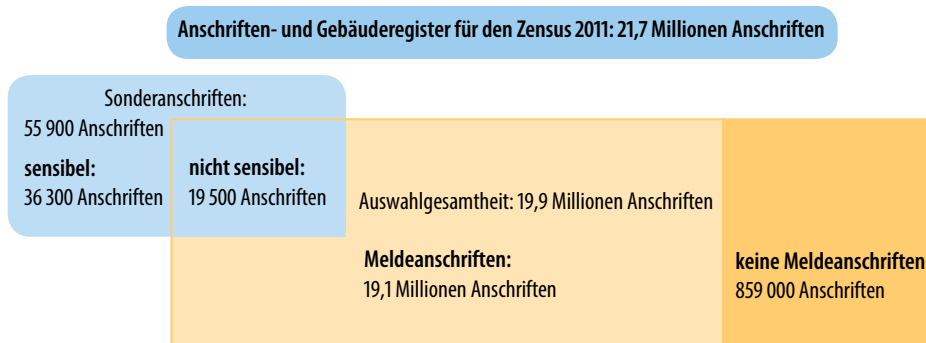 Anschriften- und Gebäuderegister für den Zensus 2011: 21,7 Millionen Anschriften
Sonderanschriften:
55 900 Anschriften
sensibel:
36 300 Anschriften
nicht sensibel:
19 500 Anschriften
Auswahlgesamtheit: 19,9 Millionen Anschriften
Meldeanschriften:
19,1 Millionen Anschriften
keine Meldeanschriften
859 000 Anschriften